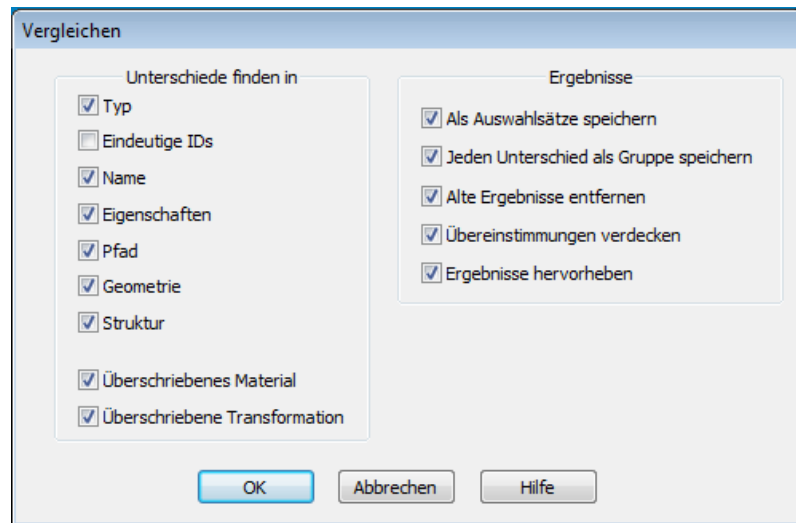 Vergleichen
Unterschiede finden in
Typ
Eindeutige IDs
Name
Eigenschaften
Pfad
Geometrie
Struktur
Überschriebenes Material
Überschriebene Transformation
Ergebnisse
Als Auswahlsätze speichern
Jeden Unterschied als Gruppe speichern
Alte Ergebnisse entfernen
Übereinstimmungen verdecken
Ergebnisse hervorheben
OK
Abbrechen
Hilfe